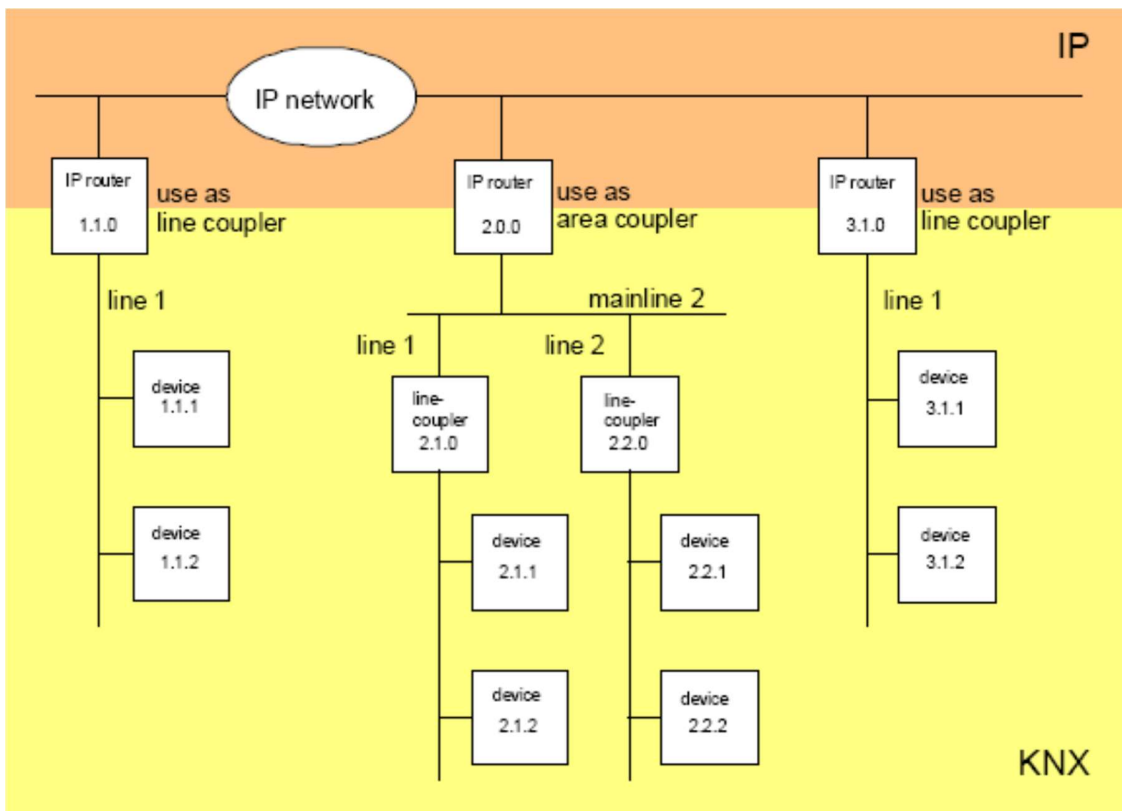 IP
IP network
IP router
1.1.0
use as
line coupler
IP router
2.0.0
use as
area coupler
IP router
3.1.0
use as
line coupler
line 1
mainline 2
line 1
line 1
line 2
device
1.1.1
line-
coupler
2.1.0
line-
coupler
2.2.0
device
3.1.1
device
1.1.2
device
2.1.1
device
2.2.1
device
3.1.2
device
2.1.2
device
2.2.2
KNX